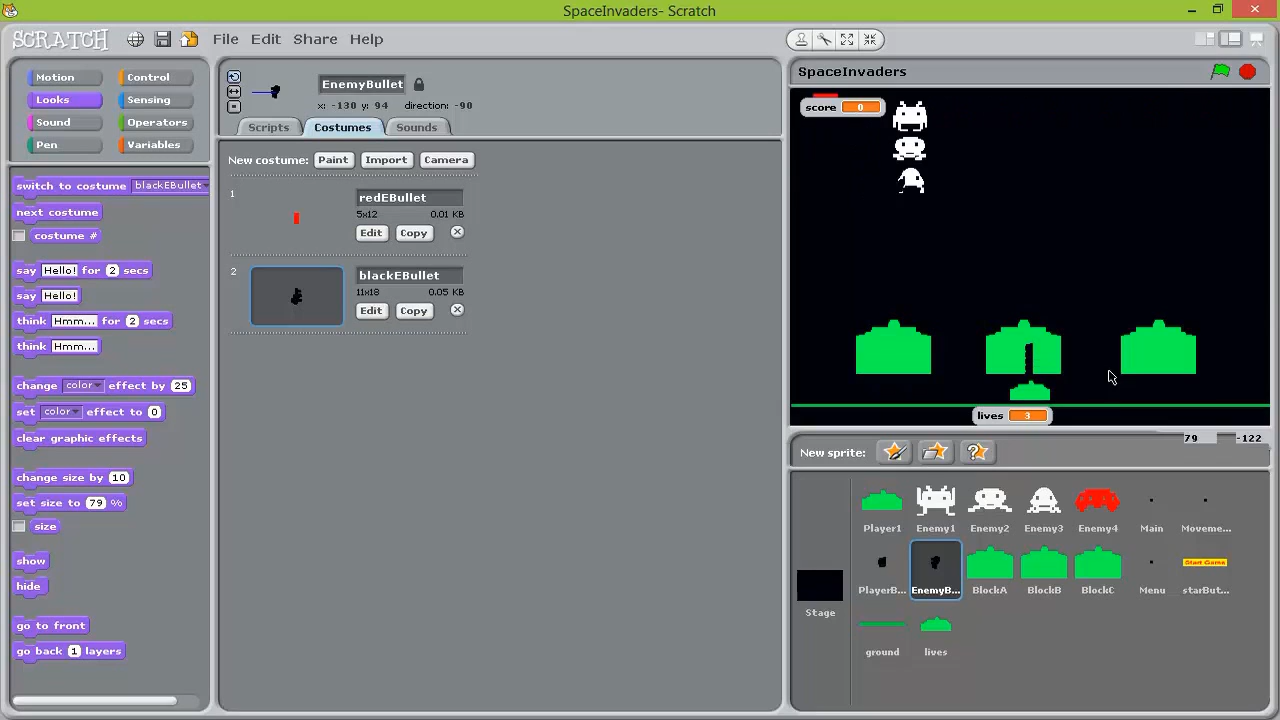 SpaceInvaders- Scratch
SCRATCH File Edit Share Help
Motion Control
Looks Sensing
Sound Operators
Pen Variables
switch to costume blackEBullet
next costume
costume #
say Hello! for 2 secs
say Hello!
think Hmm... for 2 secs
think Hmm...
change color effect by 25
set color effect to 0
clear graphic effects
change size by 10
set size to 79 %
size
show
hide
go to front
go back 1 layers
EnemyBullet
x: -130 y: 94 direction: -90
Scripts Costumes Sounds
New costume: Paint Import Camera
1 redEBullet
5x12 0.01 KB
Edit Copy
2 blackEBullet
11x18 0.05 KB
Edit Copy
SpaceInvaders
score 0
lives 3
79 -122
New sprite:
Player1 Enemy1 Enemy2 Enemy3 Enemy4 Main Moveme...
PlayerB... EnemyB... BlockA BlockB BlockC Menu starBut...
Start Game
Stage
ground lives